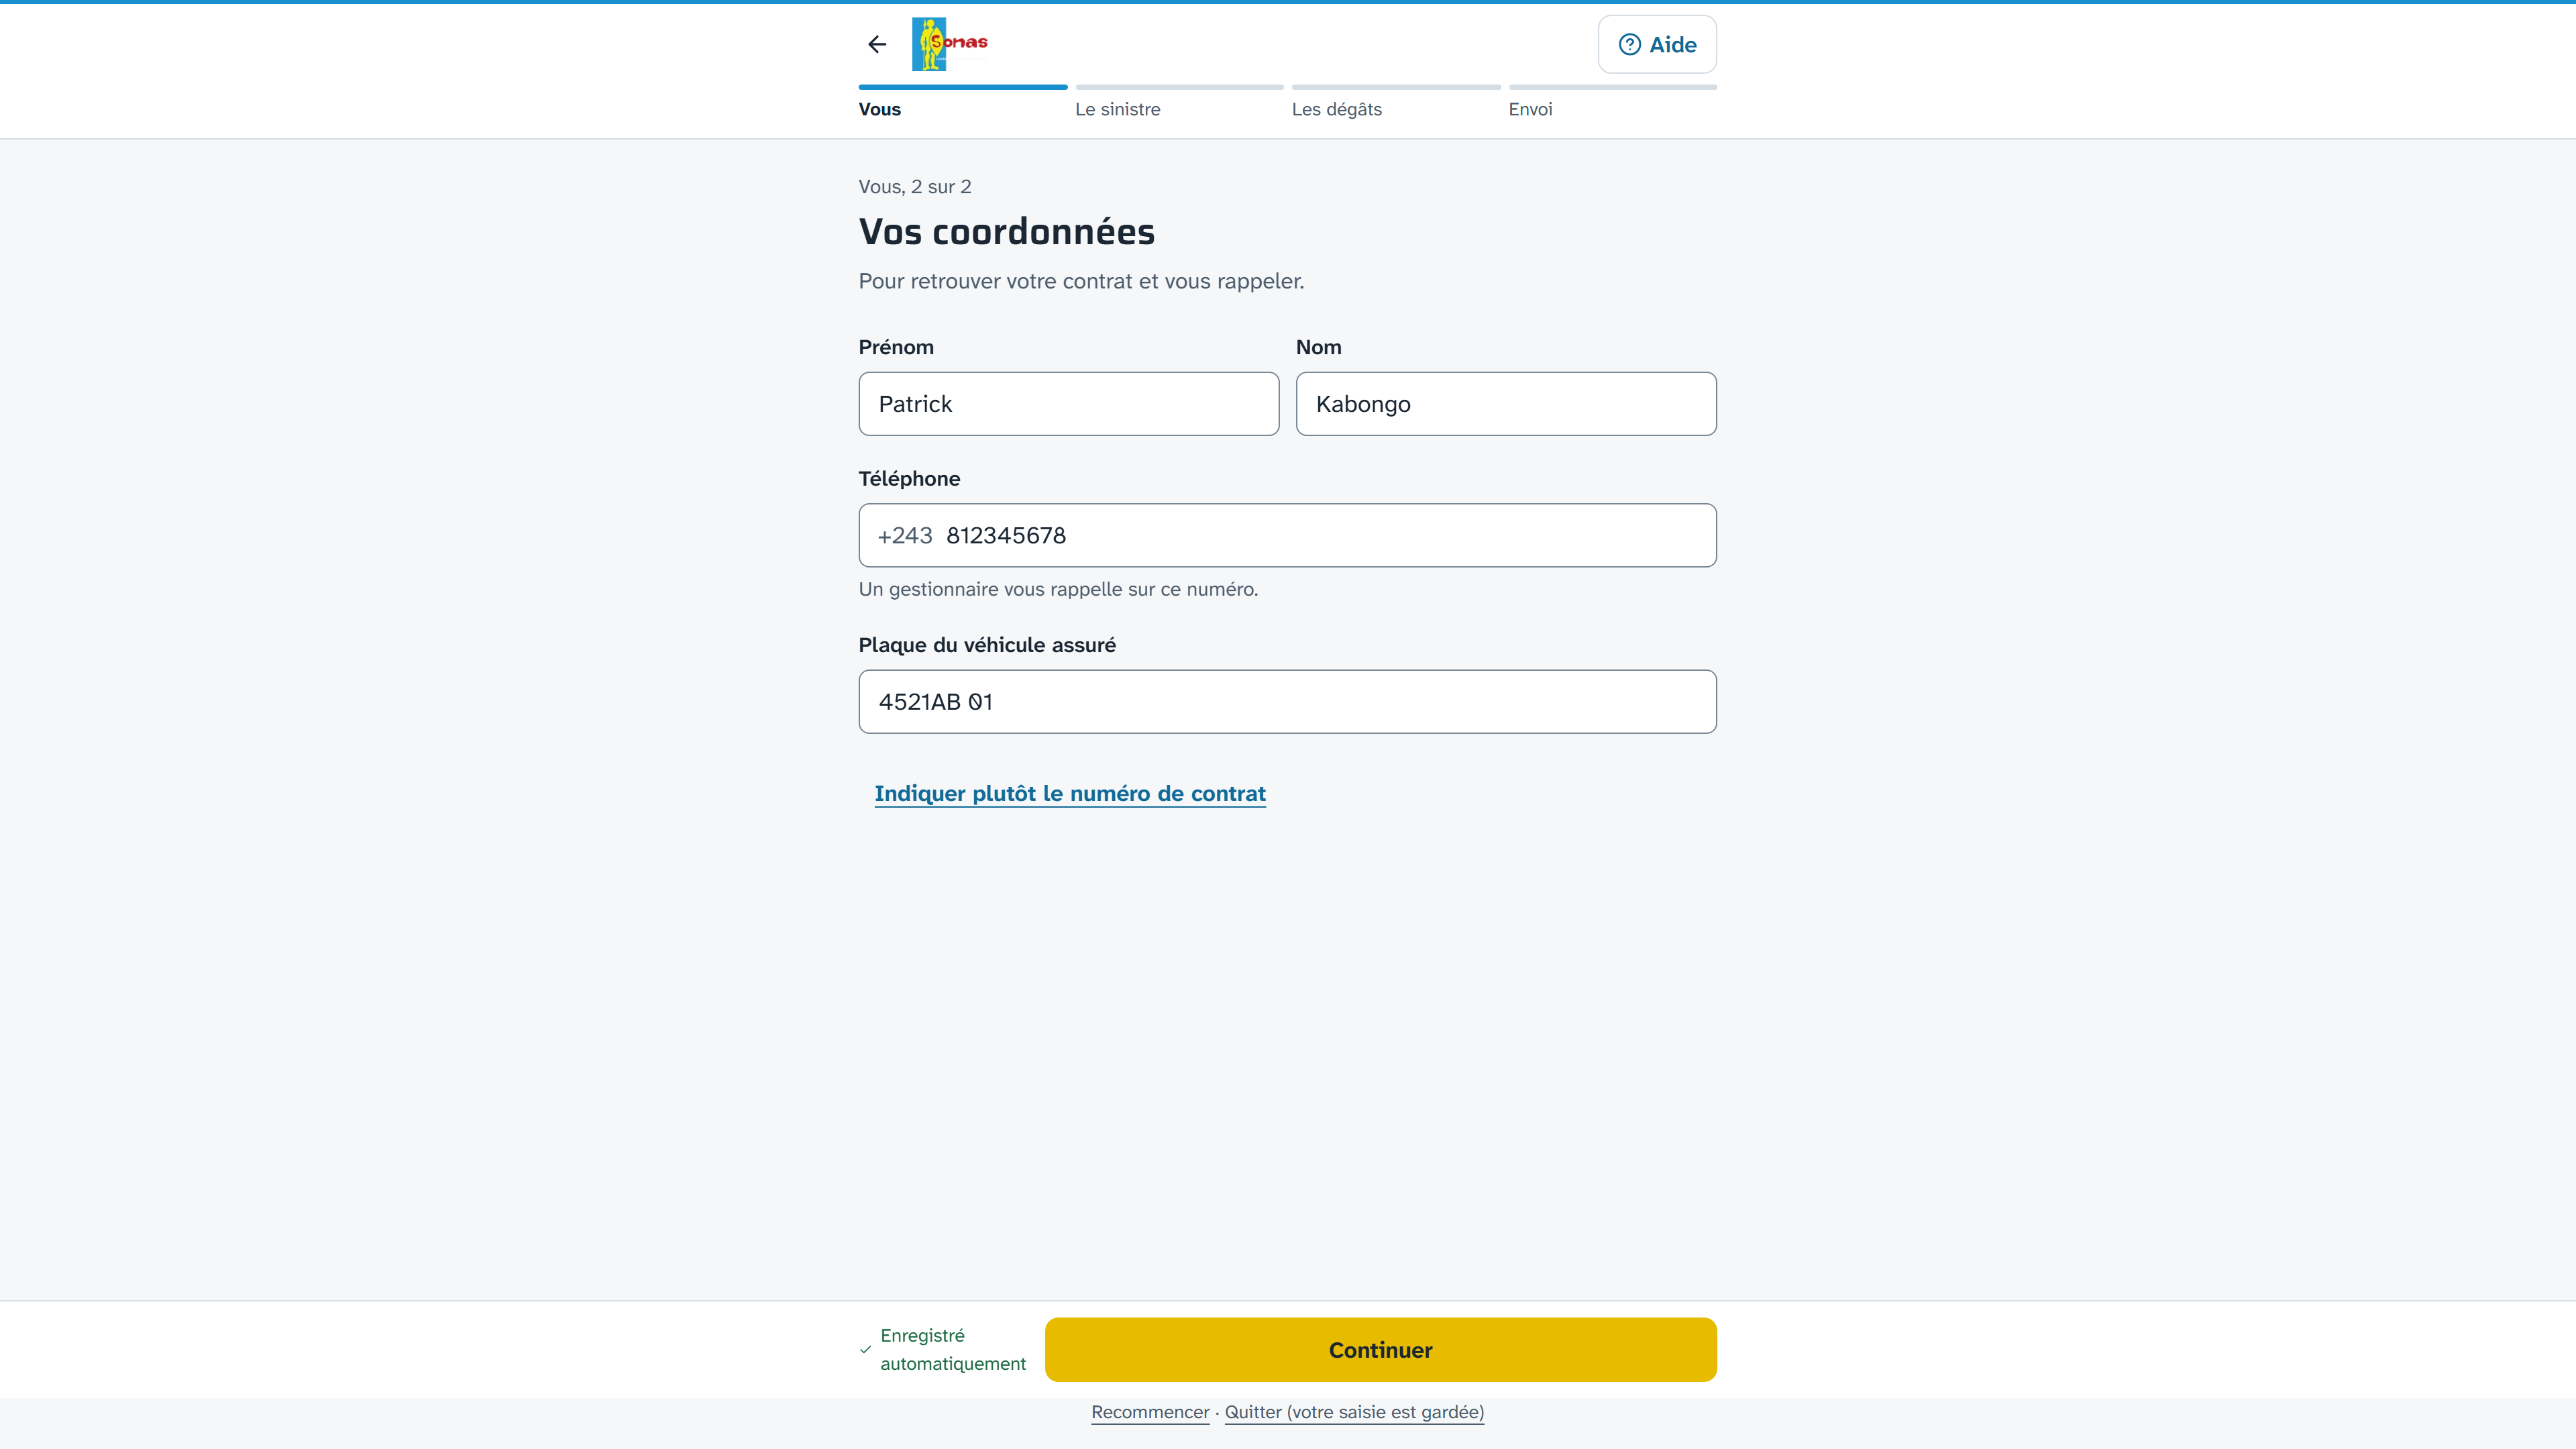 Sonas
Aide
Vous
Le sinistre
Les dégâts
Envoi
Vous, 2 sur 2
Vos coordonnées
Pour retrouver votre contrat et vous rappeler.
Prénom
Nom
Patrick
Kabongo
Téléphone
+243 812345678
Un gestionnaire vous rappelle sur ce numéro.
Plaque du véhicule assuré
4521AB 01
Indiquer plutôt le numéro de contrat
Enregistré
automatiquement
Continuer
Recommencer · Quitter (votre saisie est gardée)